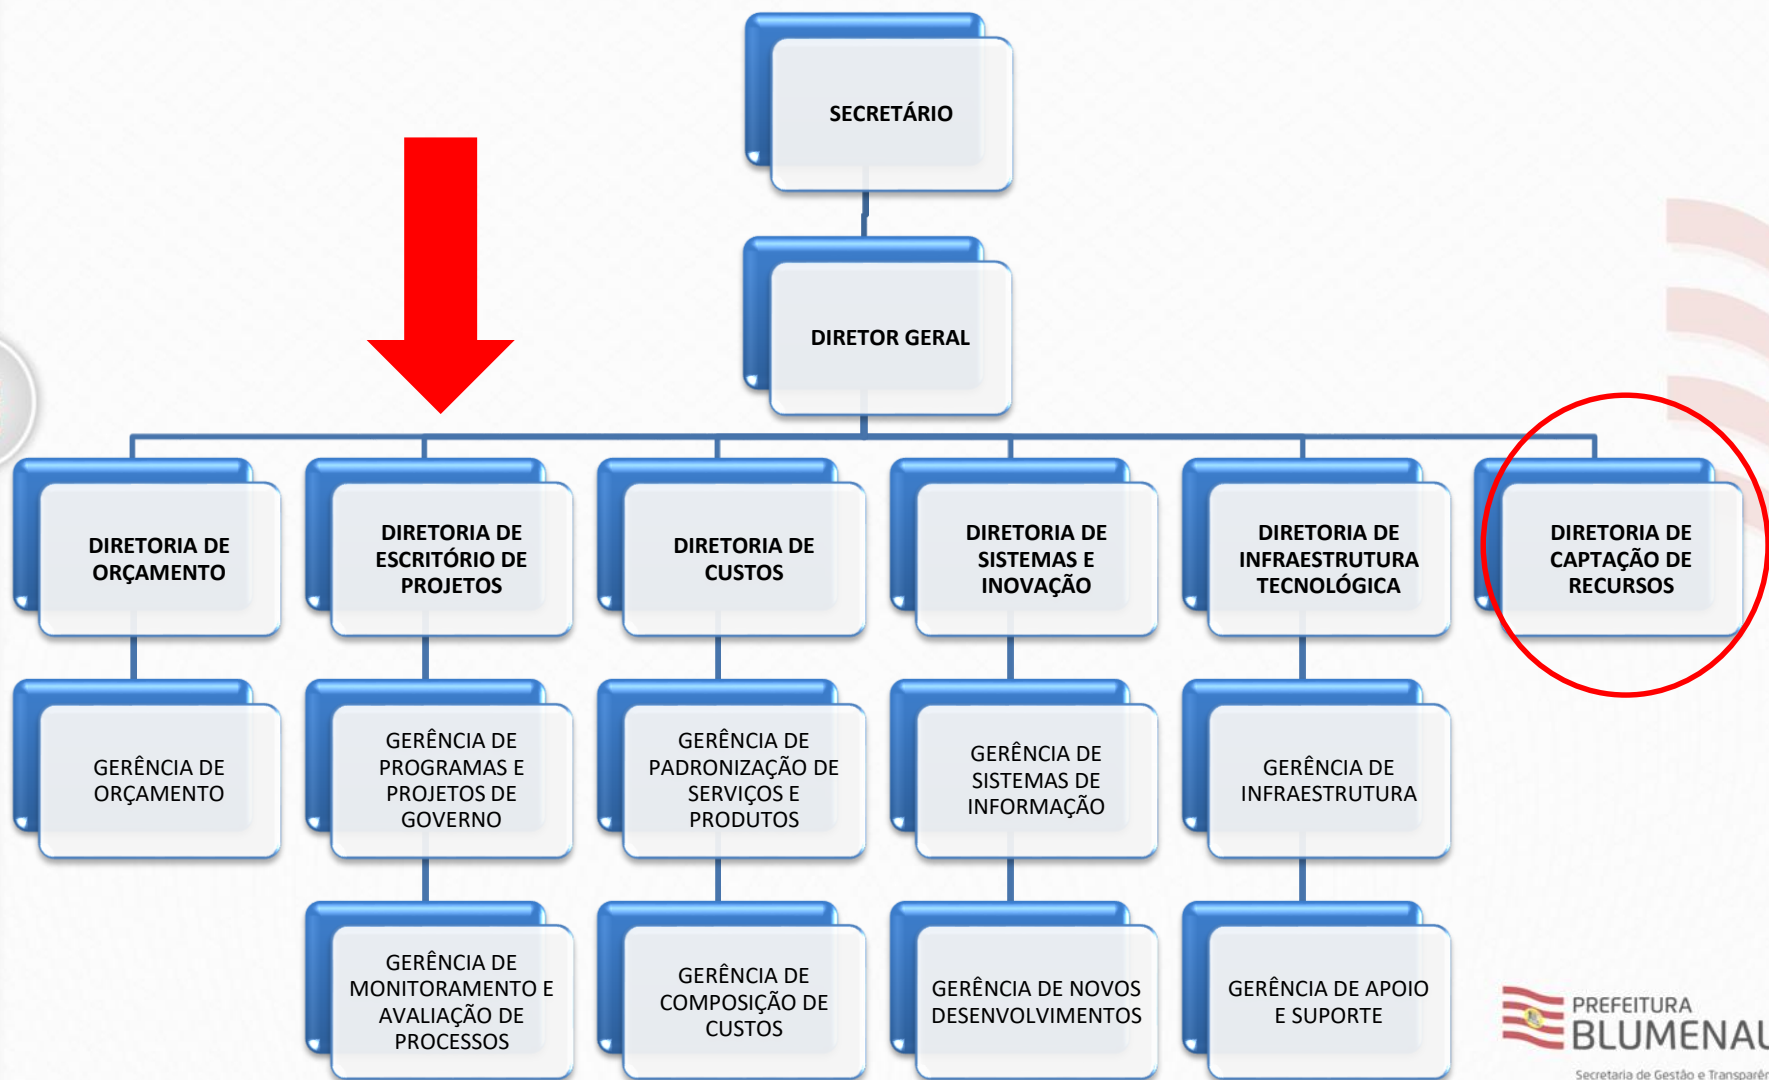 SECRETÁRIO
DIRETOR GERAL
DIRETORIA DE
ORÇAMENTO
DIRETORIA DE
ESCRITÓRIO DE
PROJETOS
DIRETORIA DE
CUSTOS
DIRETORIA DE
SISTEMAS E
INOVAÇÃO
DIRETORIA DE
INFRAESTRUTURA
TECNOLÓGICA
DIRETORIA DE
CAPTAÇÃO DE
RECURSOS
GERÊNCIA DE
ORÇAMENTO
GERÊNCIA DE
PROGRAMAS E
PROJETOS DE
GOVERNO
GERÊNCIA DE
PADRONIZAÇÃO DE
SERVIÇOS E
PRODUTOS
GERÊNCIA DE
SISTEMAS DE
INFORMAÇÃO
GERÊNCIA DE
INFRAESTRUTURA
GERÊNCIA DE
MONITORAMENTO E
AVALIAÇÃO DE
PROCESSOS
GERÊNCIA DE
COMPOSIÇÃO DE
CUSTOS
GERÊNCIA DE NOVOS
DESENVOLVIMENTOS
GERÊNCIA DE APOIO
E SUPORTE
PREFEITURA
BLUMENAU
Secretaria de Gestão e Transparên